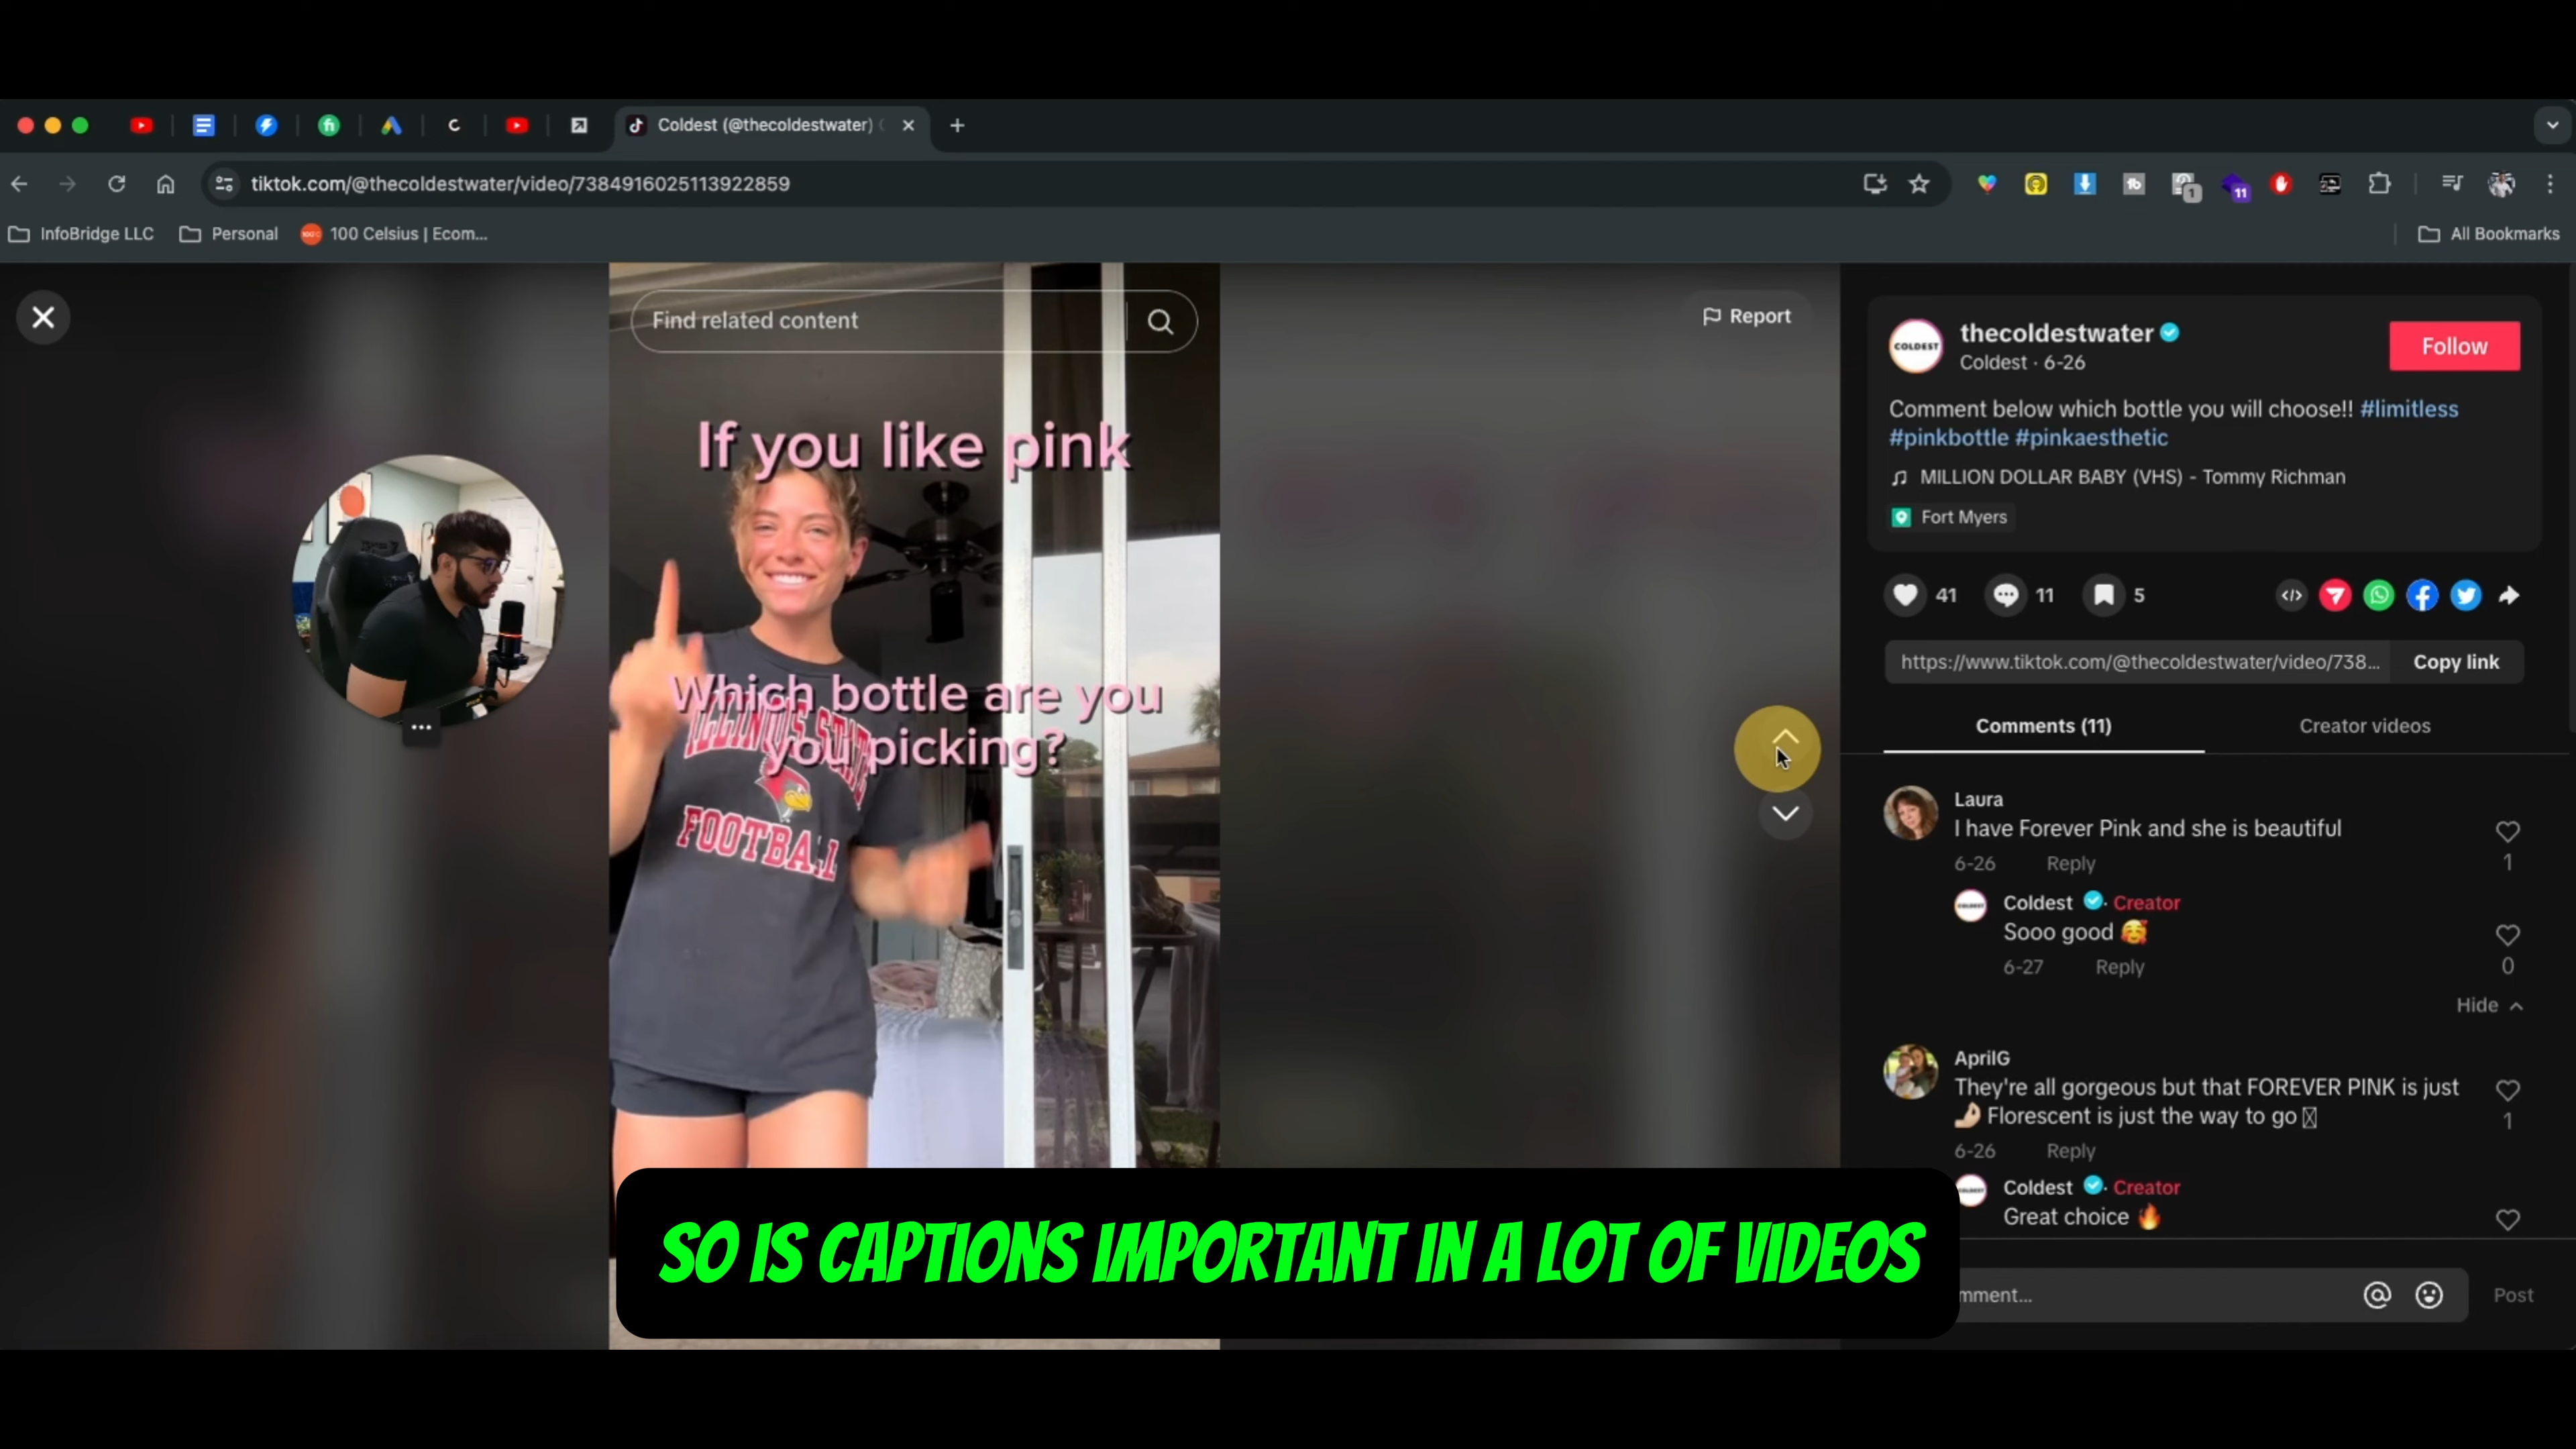 Coldest (@thecoldestwater)
tiktok.com/@thecoldestwater/video/7384916025113922859
1
11
InfoBridge LLC
Personal
100 Celsius | Ecom...
All Bookmarks
Find related content
Report
If you like pink
Which bottle are you
you picking?
ILLINOIS STATE
FOOTBALL
COLDEST
thecoldestwater
Coldest · 6-26
Follow
Comment below which bottle you will choose!! #limitless
#pinkbottle #pinkaesthetic
MILLION DOLLAR BABY (VHS) - Tommy Richman
Fort Myers
41
11
5
https://www.tiktok.com/@thecoldestwater/video/738...
Copy link
Comments (11)
Creator videos
Laura
I have Forever Pink and she is beautiful
6-26
Reply
1
Coldest · Creator
Sooo good 🥰
6-27
Reply
0
Hide
AprilG
They're all gorgeous but that FOREVER PINK is just
🤌🏻 Florescent is just the way to go
6-26
Reply
1
Coldest · Creator
Great choice 🔥
mment...
Post
SO IS CAPTIONS IMPORTANT IN A LOT OF VIDEOS